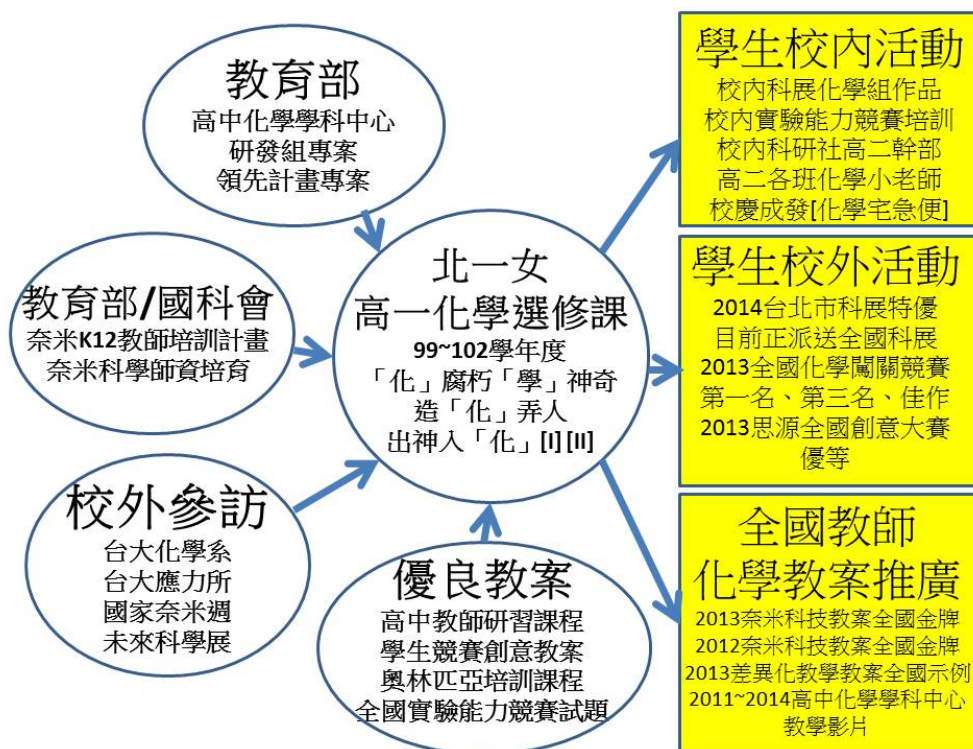 教育部
高中化學學科中心
研發組專案
領先計畫專案
教育部/國科會
奈米K12教師培訓計畫
奈米科學師資培育
校外參訪
台大化學系
台大應力所
國家奈米週
未來科學展
優良教案
高中教師研習課程
學生競賽創意教案
奧林匹亞培訓課程
全國實驗能力競賽試題
北一女
高一化學選修課
99~102學年度
「化」腐朽「學」神奇
造「化」弄人
出神入「化」[I] [II]
學生校內活動
校內科展化學組作品
校內實驗能力競賽培訓
校內科研社高二幹部
高二各班化學小老師
校慶成發[化學宅急便]
學生校外活動
2014台北市科展特優
目前正派送全國科展
2013全國化學闖關競賽
第一名、第三名、佳作
2013思源全國創意大賽
優等
全國教師
化學教案推廣
2013奈米科技教案全國金牌
2012奈米科技教案全國金牌
2013差異化教學教案全國示例
2011~2014高中化學學科中心
教學影片